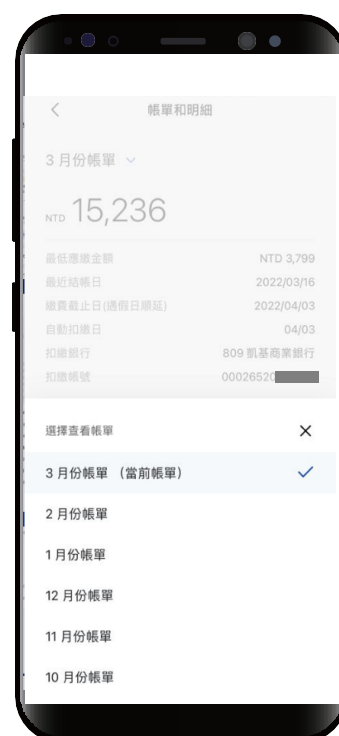 帳單和明細
3 月份帳單
NTD 15,236
最低應繳金額 NTD 3,799
最近結帳日 2022/03/16
繳費截止日(遇假日順延) 2022/04/03
自動扣繳日 04/03
扣繳銀行 809 凱基商業銀行
扣繳帳號 00026520
選擇查看帳單
3 月份帳單 (當前帳單)
2 月份帳單
1 月份帳單
12 月份帳單
11 月份帳單
10 月份帳單